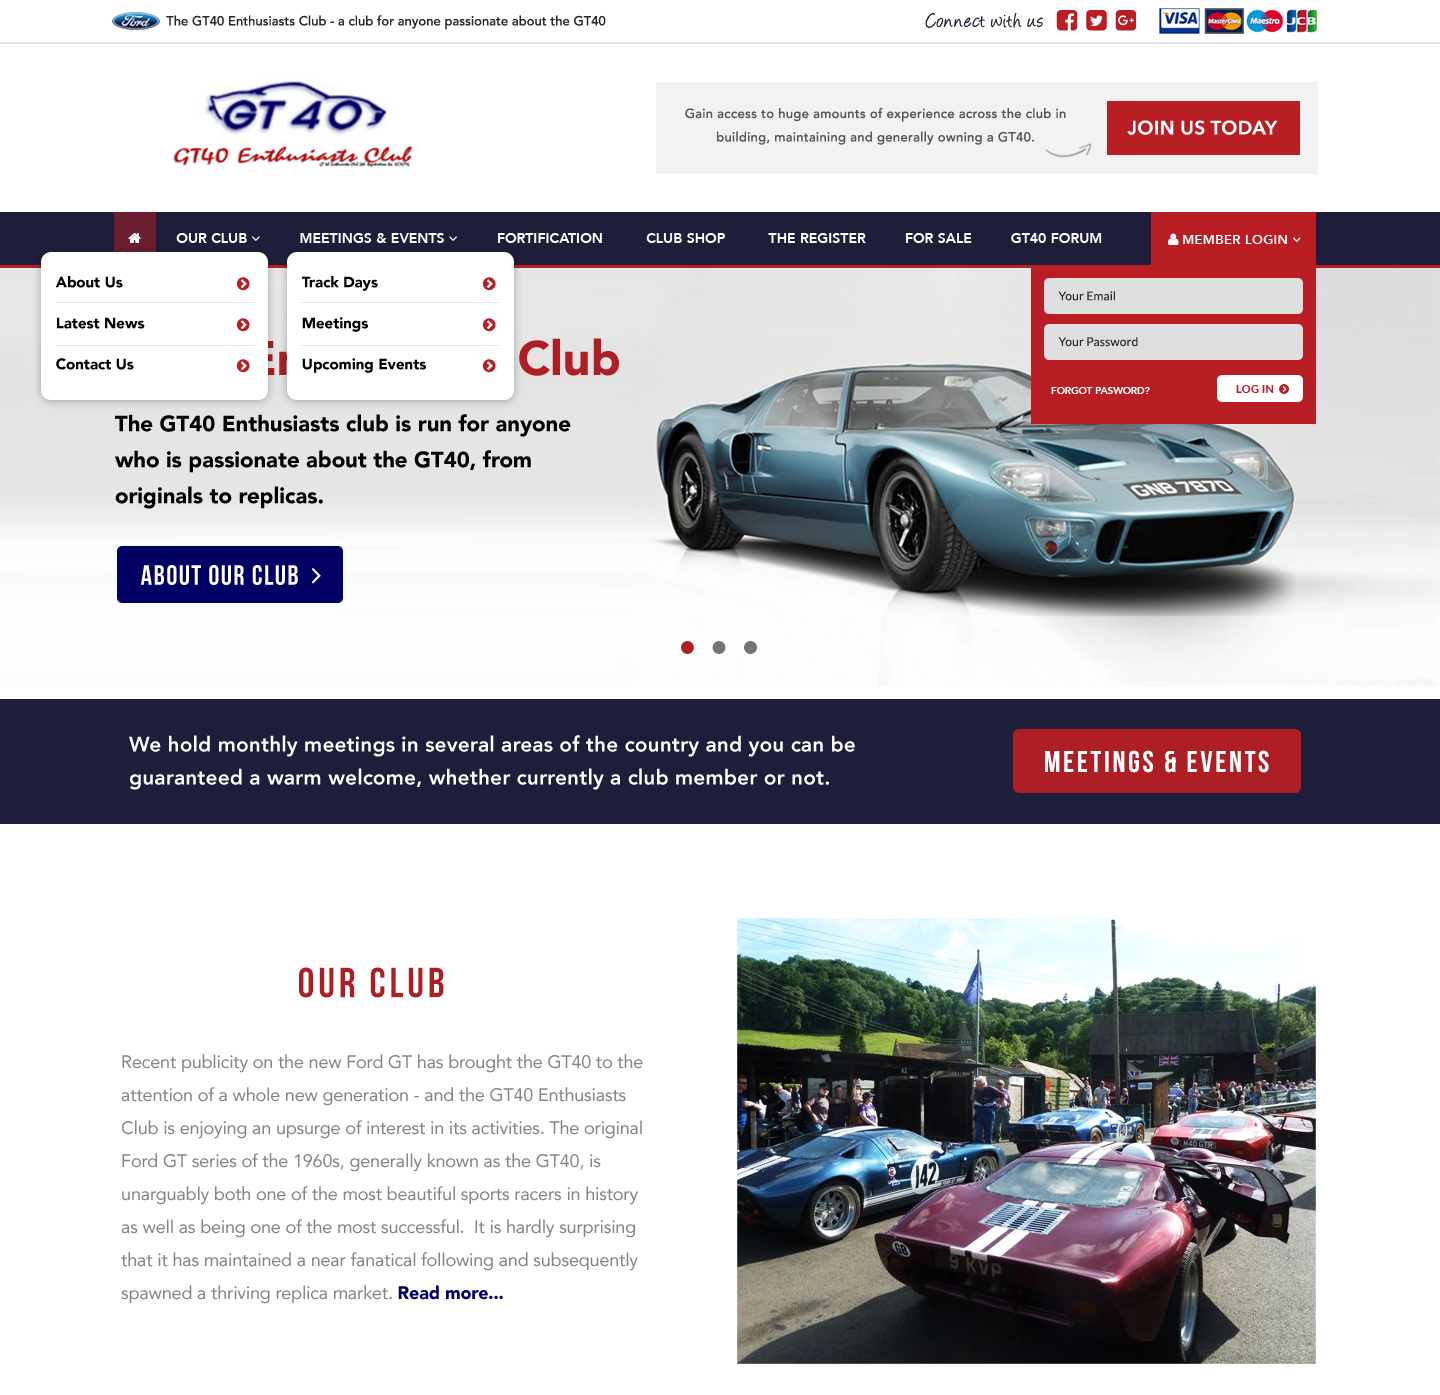 Ford
The GT40 Enthusiasts Club - a club for anyone passionate about the GT40
Connect with us
VISA
MasterCard
Maestro
JCB
GT 40
GT40 Enthusiasts Club
Gain access to huge amounts of experience across the club in
building, maintaining and generally owning a GT40.
JOIN US TODAY
OUR CLUB
MEETINGS & EVENTS
FORTIFICATION
CLUB SHOP
THE REGISTER
FOR SALE
GT40 FORUM
MEMBER LOGIN
About Us
Latest News
Contact Us
Track Days
Meetings
Upcoming Events
Your Email
Your Password
FORGOT PASWORD?
LOG IN
Club
The GT40 Enthusiasts club is run for anyone
who is passionate about the GT40, from
originals to replicas.
ABOUT OUR CLUB
GNB 787D
We hold monthly meetings in several areas of the country and you can be
guaranteed a warm welcome, whether currently a club member or not.
MEETINGS & EVENTS
OUR CLUB
Recent publicity on the new Ford GT has brought the GT40 to the
attention of a whole new generation - and the GT40 Enthusiasts
Club is enjoying an upsurge of interest in its activities. The original
Ford GT series of the 1960s, generally known as the GT40, is
unarguably both one of the most beautiful sports racers in history
as well as being one of the most successful.  It is hardly surprising
that it has maintained a near fanatical following and subsequently
spawned a thriving replica market. Read more...
142
GB
9 KVP